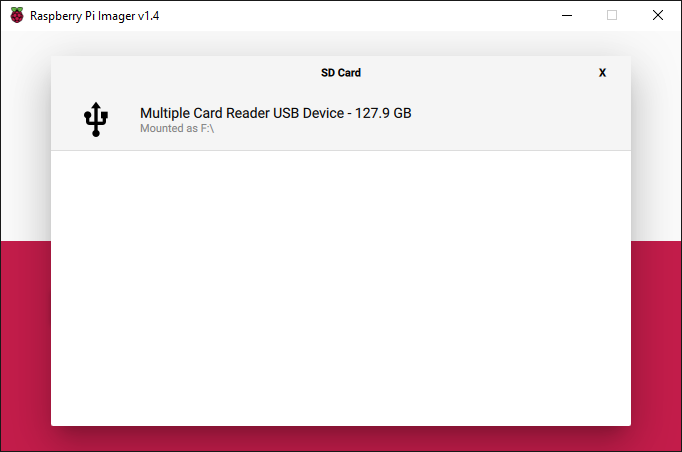 Raspberry Pi Imager v1.4
SD Card X
Multiple Card Reader USB Device - 127.9 GB
Mounted as F:\